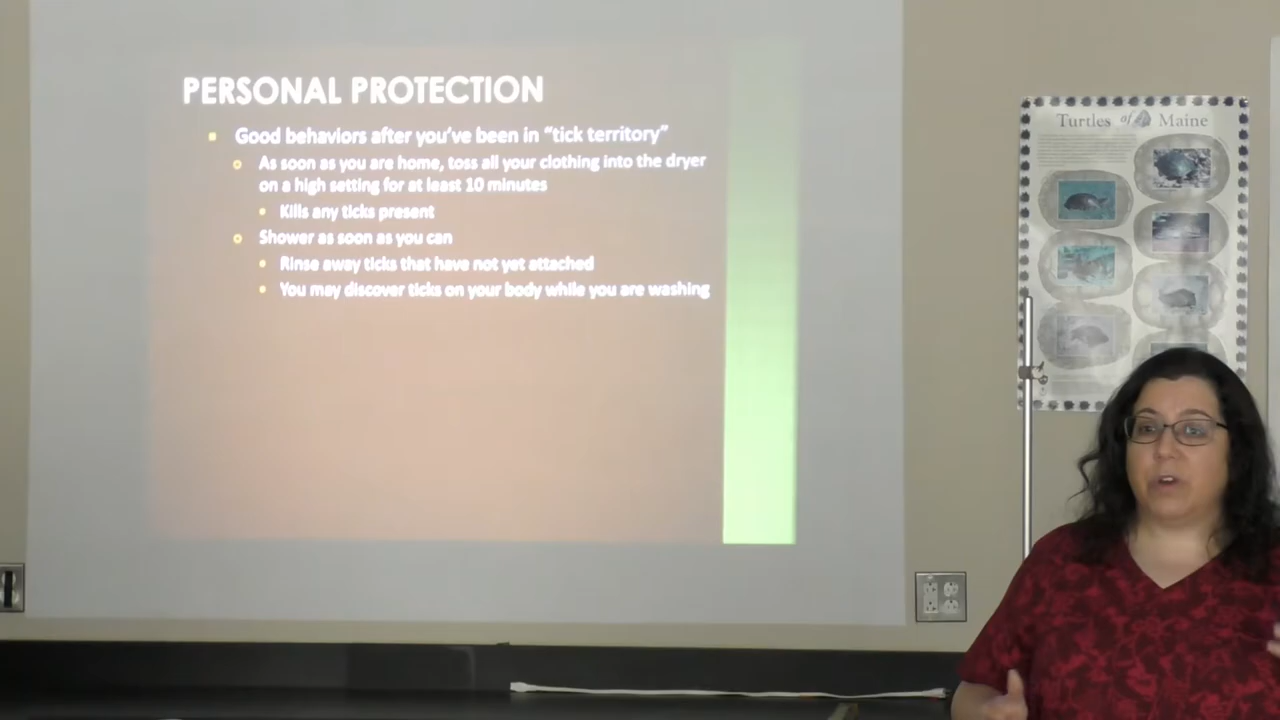 PERSONAL PROTECTION
Good behaviors after you've been in "tick territory"
As soon as you are home, toss all your clothing into the dryer
on a high setting for at least 10 minutes
Kills any ticks present
Shower as soon as you can
Rinse away ticks that have not yet attached
You may discover ticks on your body while you are washing
Turtles of Maine